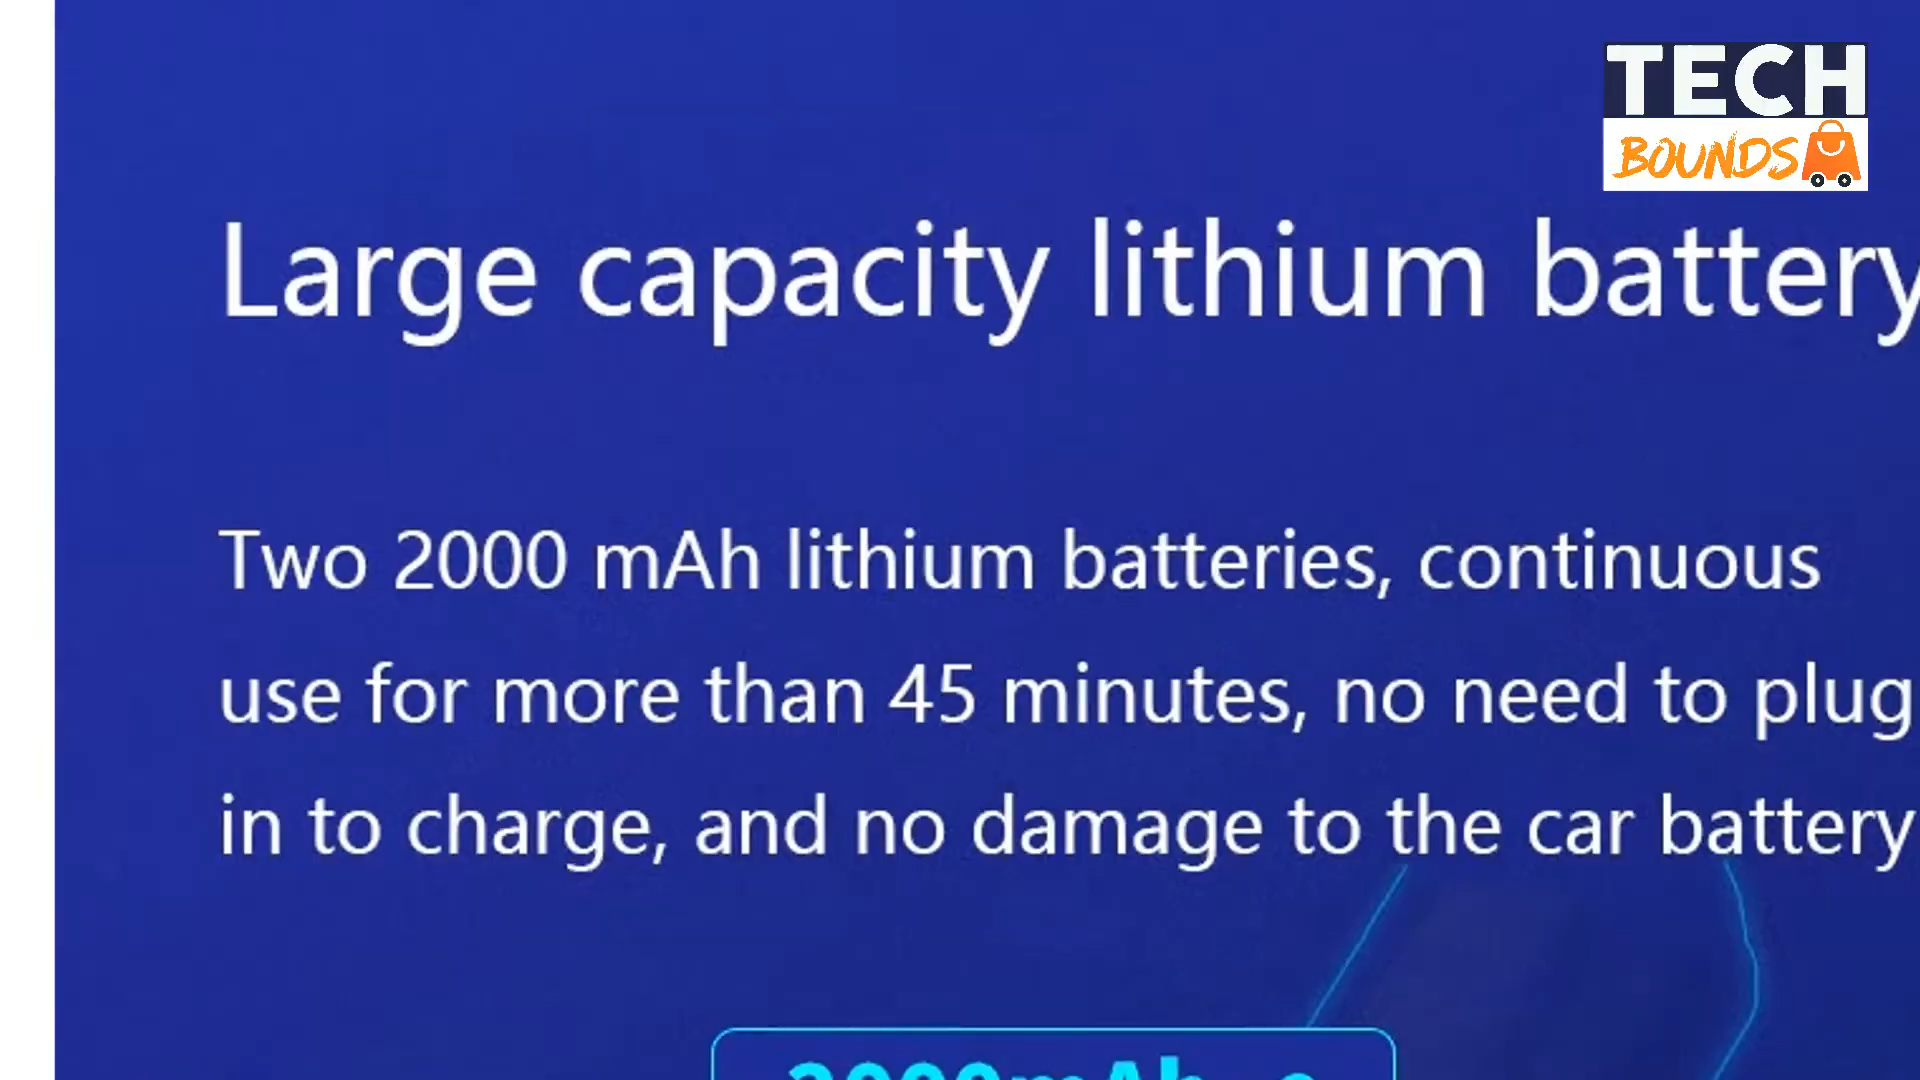 TECH
BOUNDS
Large capacity lithium battery
Two 2000 mAh lithium batteries, continuous
use for more than 45 minutes, no need to plug
in to charge, and no damage to the car battery